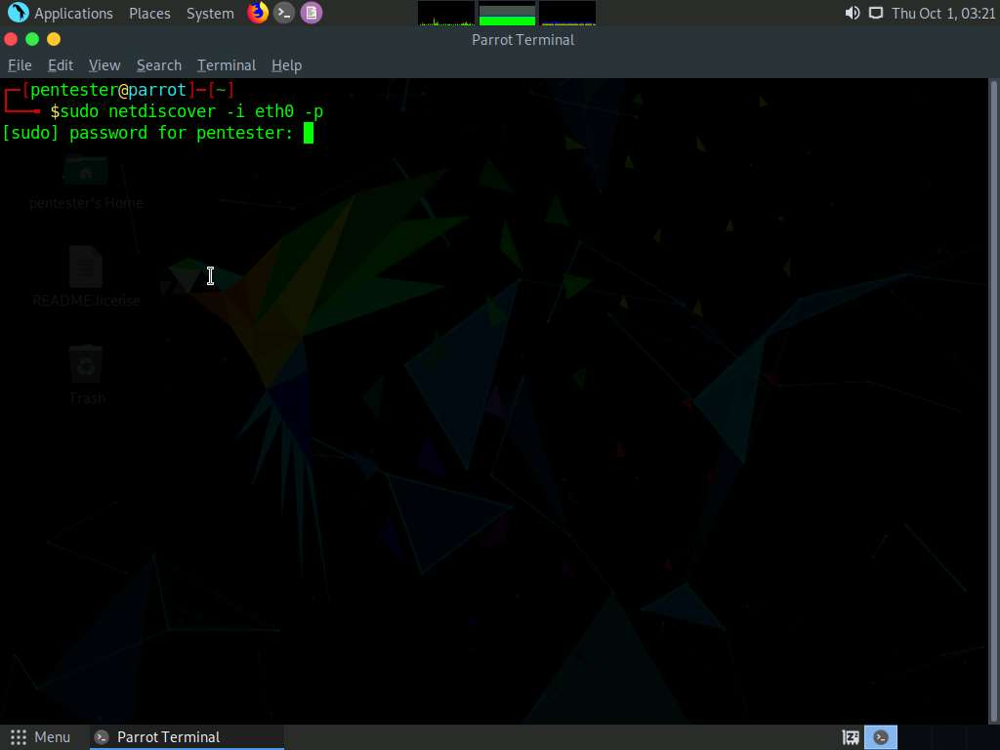 Applications Places System Thu Oct 1, 03:21
Parrot Terminal
File Edit View Search Terminal Help
[pentester@parrot]─[~]
$sudo netdiscover -i eth0 -p
[sudo] password for pentester:
pentester's Home
README.license
Trash
Menu Parrot Terminal